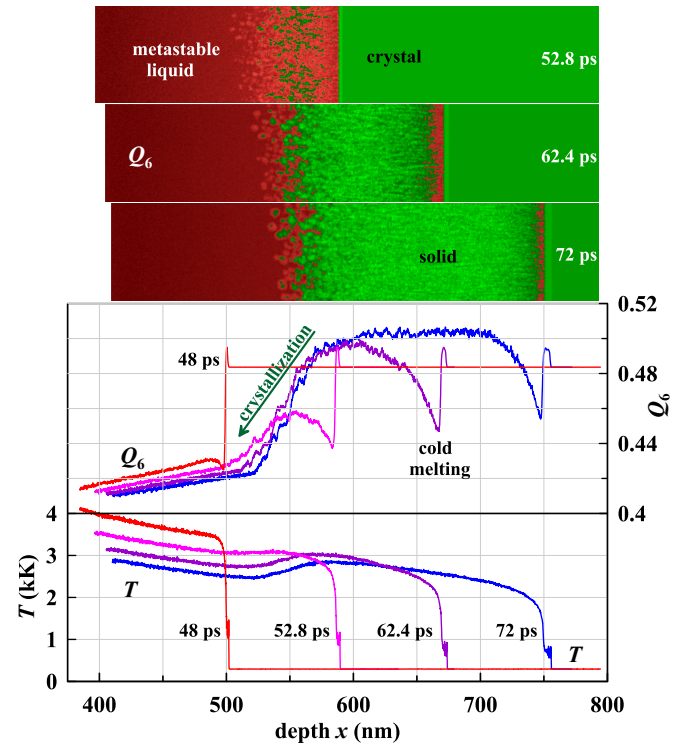 metastable
liquid
crystal
52.8 ps
Q6
62.4 ps
solid
72 ps
0.52
crystallization
48 ps
0.48
Q6
0.44
Q6
cold
melting
4
0.4
3
T
2
T (kK)
1
48 ps
52.8 ps
62.4 ps
72 ps
T
0
400
500
600
700
800
depth x (nm)